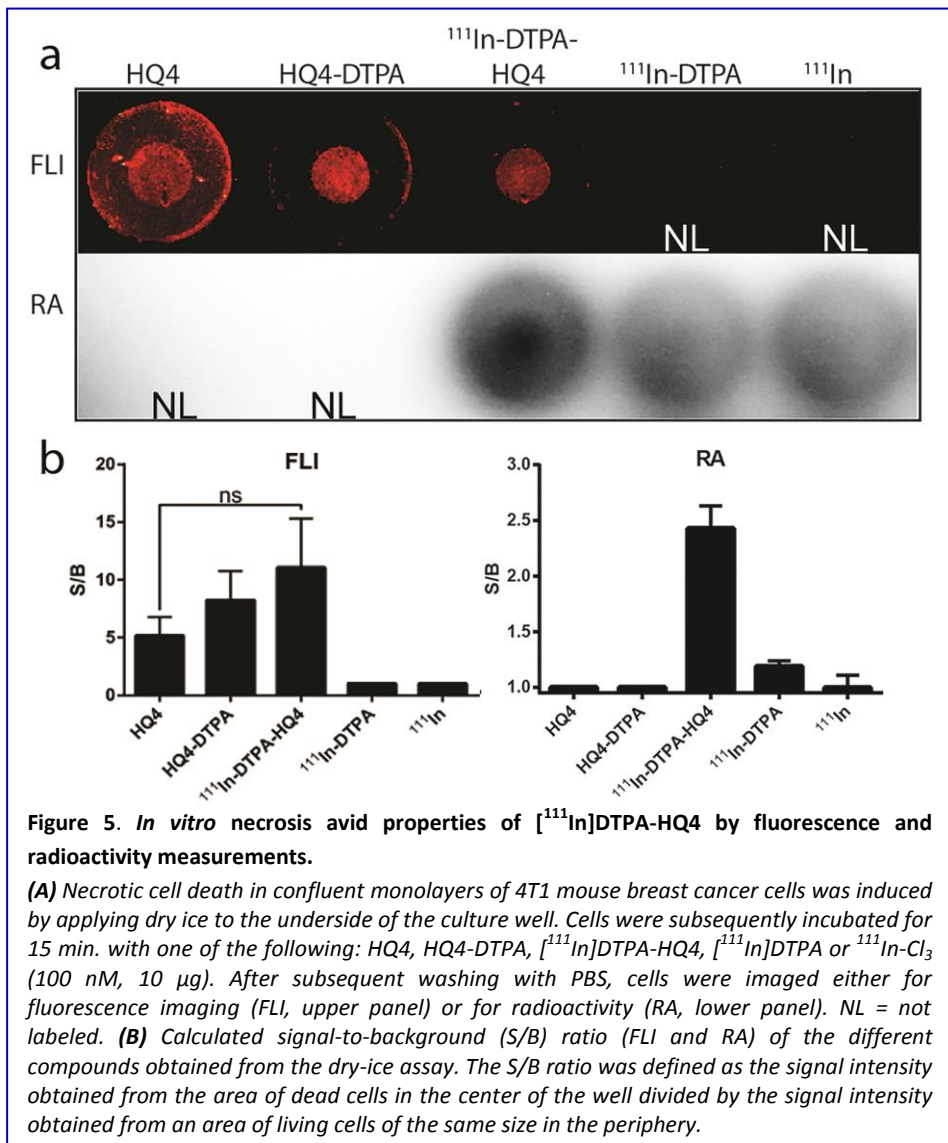 a
¹¹¹In-DTPA-
HQ4 HQ4-DTPA HQ4 ¹¹¹In-DTPA ¹¹¹In
FLI
NL NL
RA
NL NL
b
FLI
20
15
10
5
0
S/B
ns
HQ4
HQ4-DTPA
¹¹¹In-DTPA-HQ4
¹¹¹In-DTPA
¹¹¹In
RA
3.0
2.5
2.0
1.5
1.0
S/B
HQ4
HQ4-DTPA
¹¹¹In-DTPA-HQ4
¹¹¹In-DTPA
¹¹¹In
Figure 5. In vitro necrosis avid properties of [¹¹¹In]DTPA-HQ4 by fluorescence and
radioactivity measurements.
(A) Necrotic cell death in confluent monolayers of 4T1 mouse breast cancer cells was induced
by applying dry ice to the underside of the culture well. Cells were subsequently incubated for
15 min. with one of the following: HQ4, HQ4-DTPA, [¹¹¹In]DTPA-HQ4, [¹¹¹In]DTPA or ¹¹¹In-Cl₃
(100 nM, 10 µg). After subsequent washing with PBS, cells were imaged either for
fluorescence imaging (FLI, upper panel) or for radioactivity (RA, lower panel). NL = not
labeled. (B) Calculated signal-to-background (S/B) ratio (FLI and RA) of the different
compounds obtained from the dry-ice assay. The S/B ratio was defined as the signal intensity
obtained from the area of dead cells in the center of the well divided by the signal intensity
obtained from an area of living cells of the same size in the periphery.